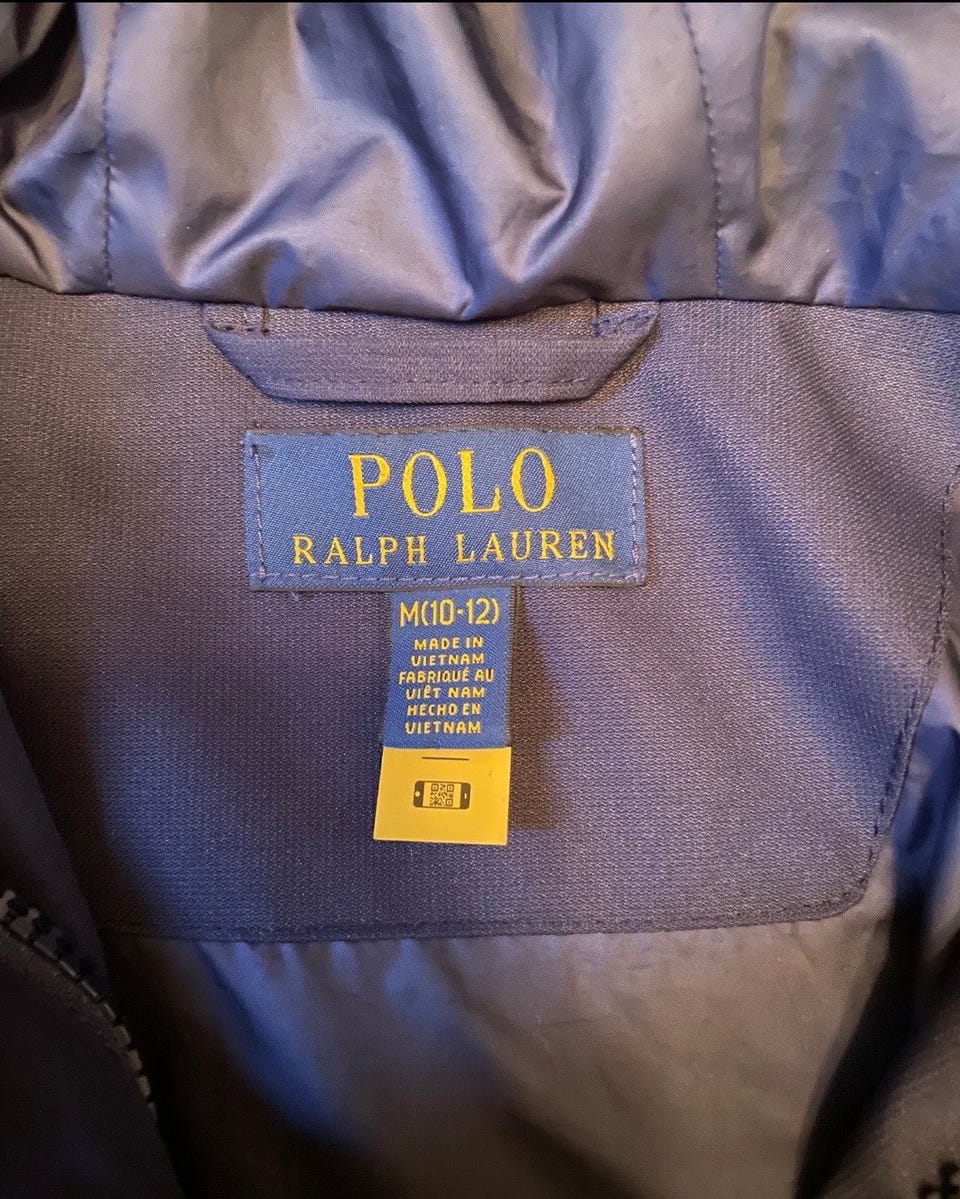 POLO
RALPH LAUREN
M(10-12)
MADE IN
VIETNAM
FABRIQUÉ AU
VIÊT NAM
HECHO EN
VIETNAM